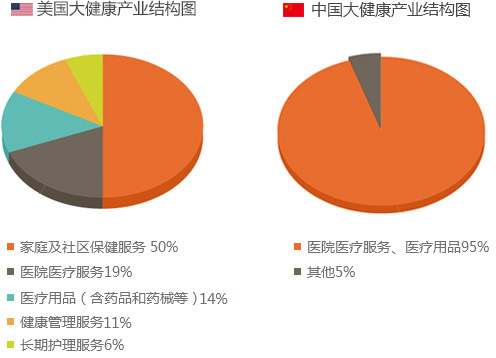 美国大健康产业结构图
家庭及社区保健服务 50%
医院医疗服务19%
医疗用品（含药品和药械等）14%
健康管理服务11%
长期护理服务6%
中国大健康产业结构图
医院医疗服务、医疗用品95%
其他5%